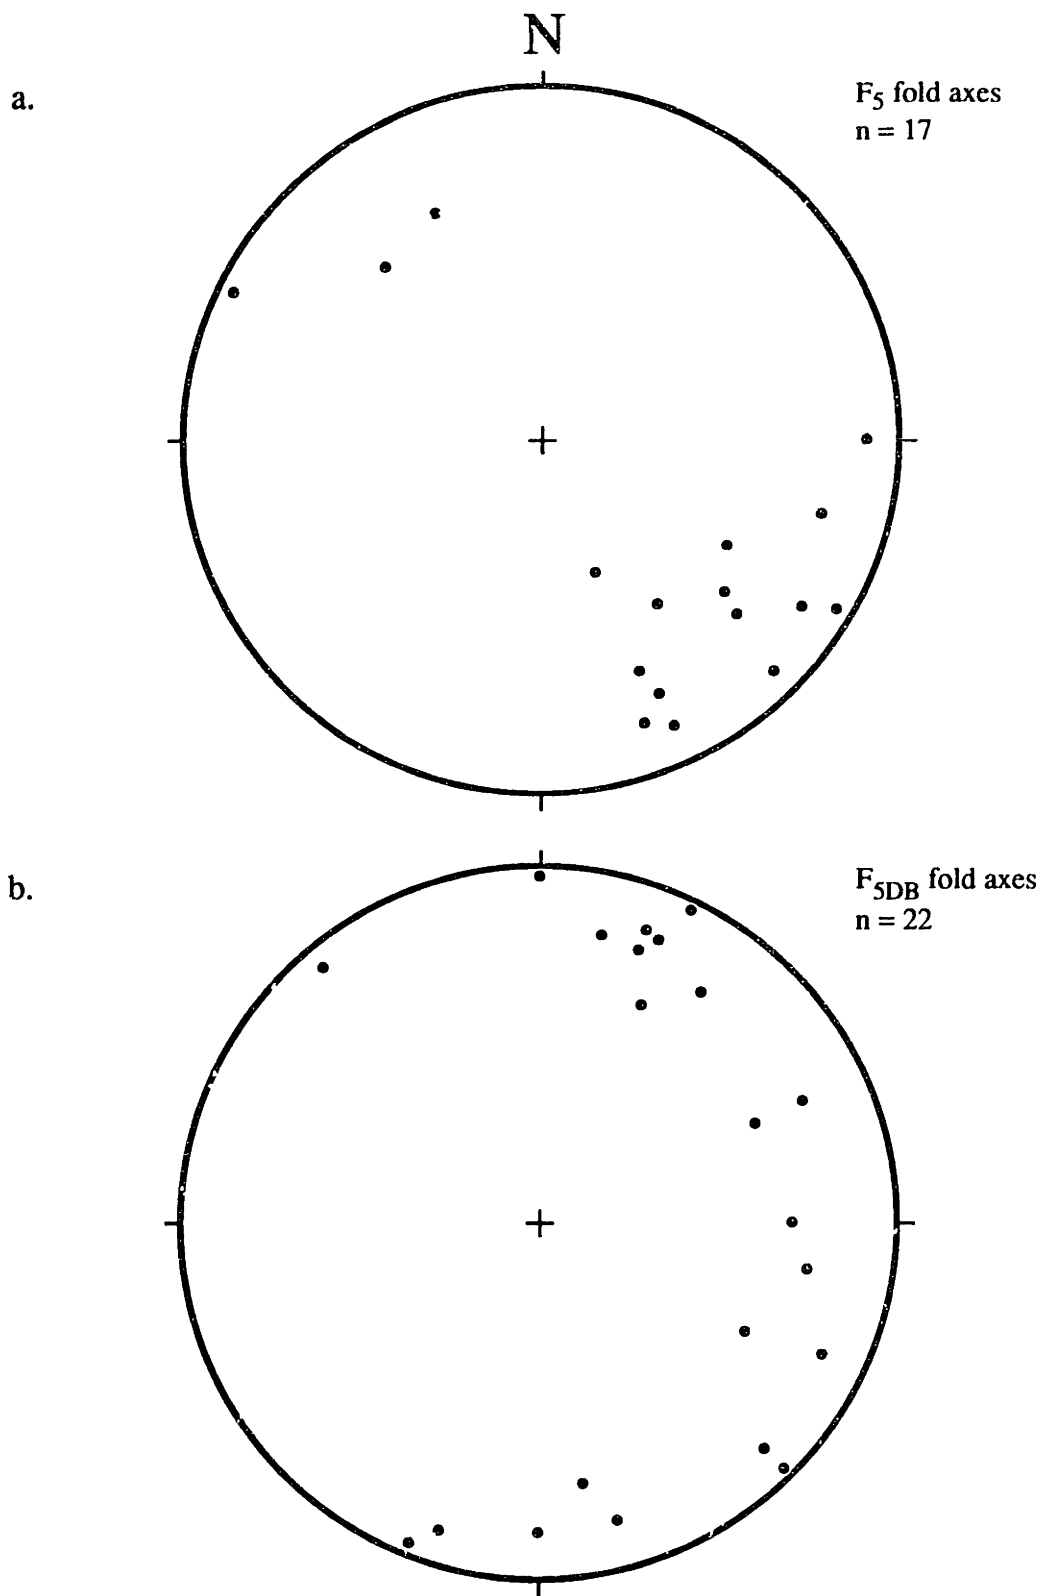 N
a.
F5 fold axes
n = 17
b.
F5DB fold axes
n = 22